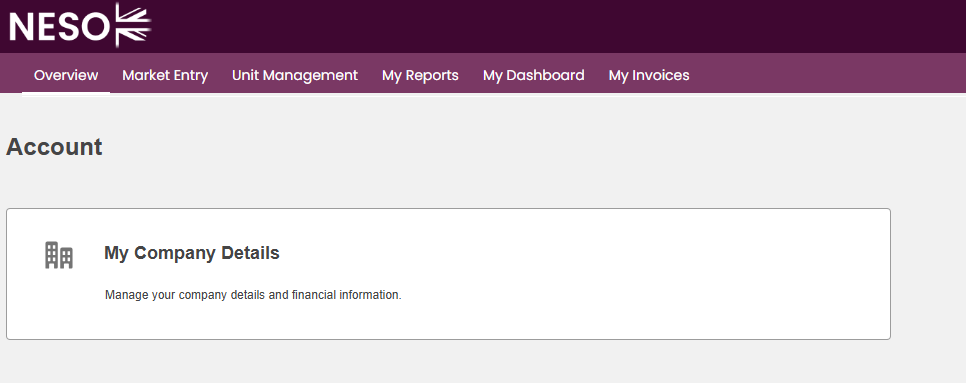 NESO
Overview Market Entry Unit Management My Reports My Dashboard My Invoices
Account
My Company Details
Manage your company details and financial information.